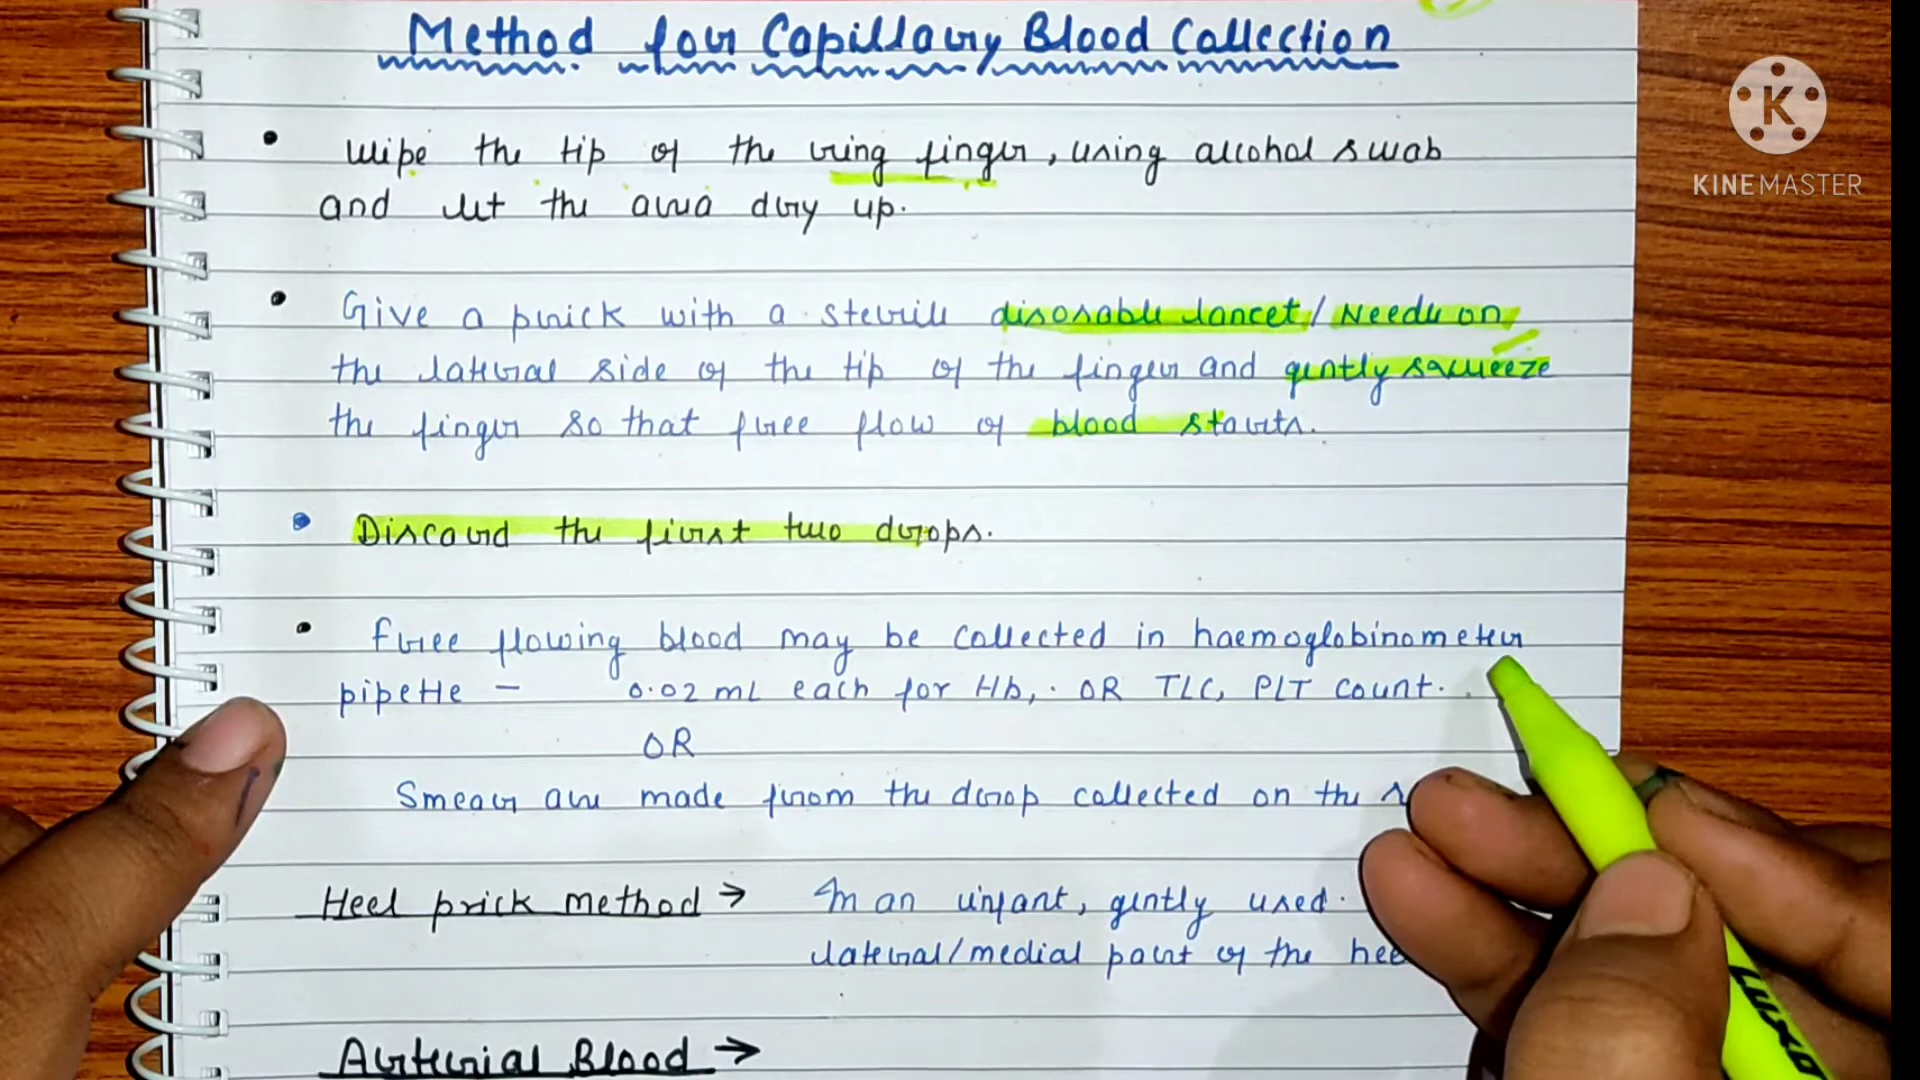 Method for Capillary Blood Collection
KINEMASTER
• Wipe the tip of the ring finger, using alcohol swab
and let the area dry up.
• Give a prick with a sterile disosable lancet / Needle on
the lateral side of the tip of the finger and gently squeeze
the finger so that free flow of blood starts.
• Discard the first two drops.
• Free flowing blood may be collected in haemoglobinometer
pipette – 0.02 mL each for Hb, OR TLC, PLT count.
OR
Smear are made from the drop collected on the
Heel prick method → In an infant, gently used.
lateral/medial part of the hee
Arterial Blood →
LUXO